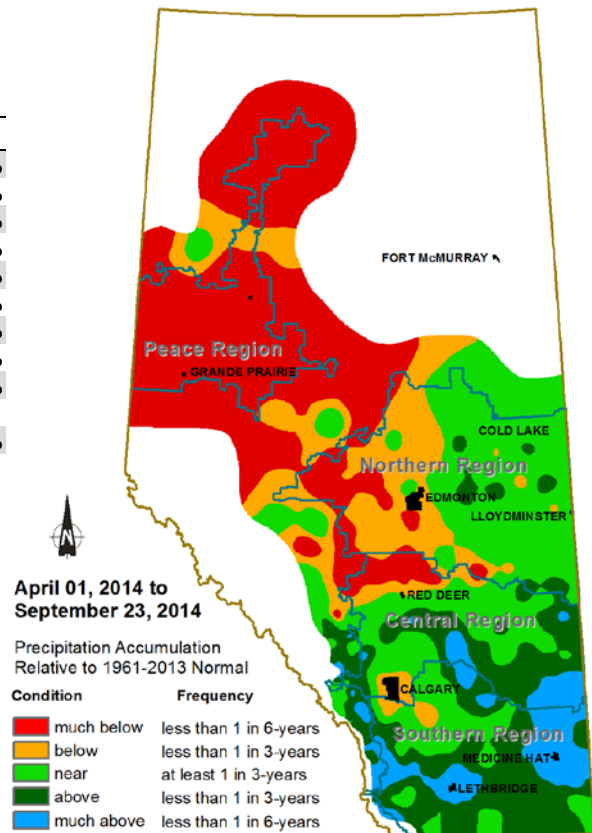 FORT McMURRAY
Peace Region
GRANDE PRAIRIE
COLD LAKE
Northern Region
EDMONTON
LLOYDMINSTER
N
April 01, 2014 to
September 23, 2014
RED DEER
Central Region
Precipitation Accumulation
Relative to 1961-2013 Normal
CALGARY
Condition Frequency
much below less than 1 in 6-years
Southern Region
below less than 1 in 3-years
MEDICINE HAT
near at least 1 in 3-years
LETHBRIDGE
above less than 1 in 3-years
much above less than 1 in 6-years